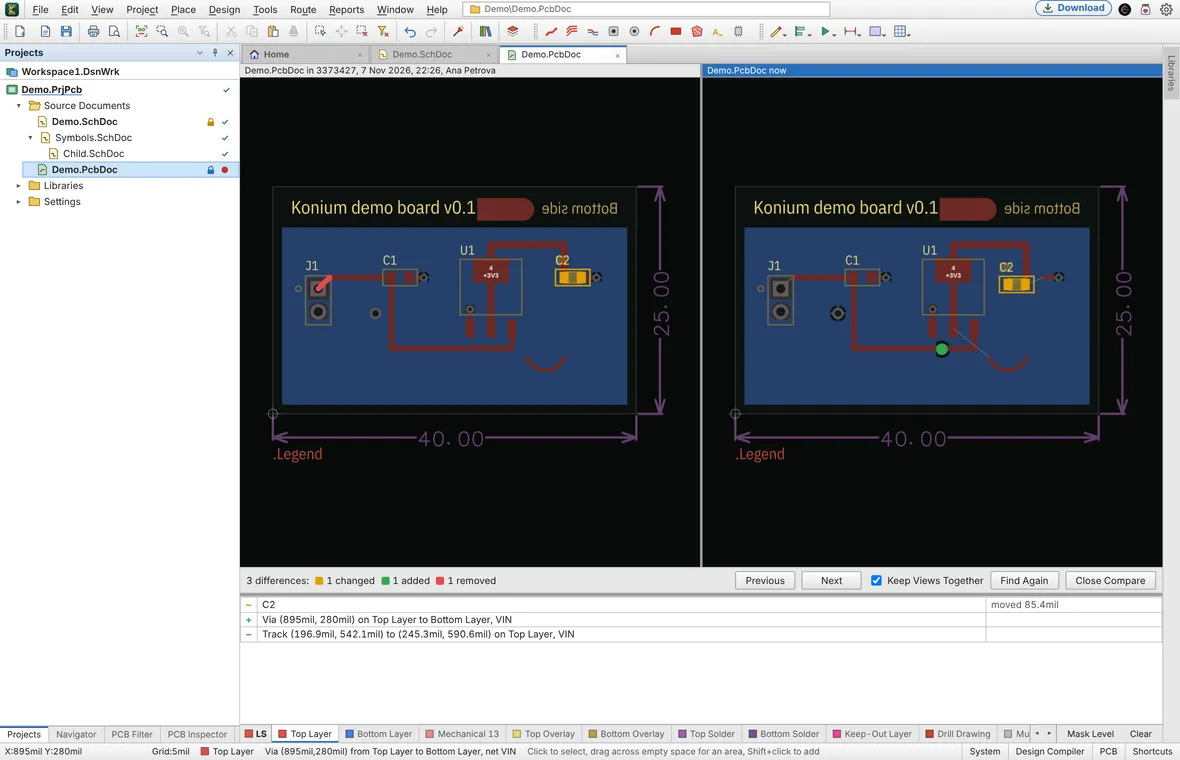 File Edit View Project Place Design Tools Route Reports Window Help Demo\Demo.PcbDoc Download
Projects
Home Demo.SchDoc Demo.PcbDoc
Workspace1.DsnWrk
Demo.PrjPcb
Source Documents
Demo.SchDoc
Symbols.SchDoc
Child.SchDoc
Demo.PcbDoc
Libraries
Settings
Demo.PcbDoc in 3373427, 7 Nov 2026, 22:26, Ana Petrova
Konium demo board v0.1 Bottom side
J1 C1 U1 C2
4
+3V3
25.00
40.00
.Legend
Demo.PcbDoc now
Konium demo board v0.1 Bottom side
J1 C1 U1 C2
4
+3V3
25.00
40.00
.Legend
Libraries
3 differences: 1 changed 1 added 1 removed Previous Next Keep Views Together Find Again Close Compare
C2 moved 85.4mil
+ Via (895mil, 280mil) on Top Layer to Bottom Layer, VIN
− Track (196.9mil, 542.1mil) to (245.3mil, 590.6mil) on Top Layer, VIN
Projects Navigator PCB Filter PCB Inspector LS Top Layer Bottom Layer Mechanical 13 Top Overlay Bottom Overlay Top Solder Bottom Solder Keep-Out Layer Drill Drawing Mu Mask Level Clear
X:895mil Y:280mil Grid:5mil Top Layer Via (895mil,280mil) from Top Layer to Bottom Layer, net VIN Click to select, drag across empty space for an area, Shift+click to add System Design Compiler PCB Shortcuts